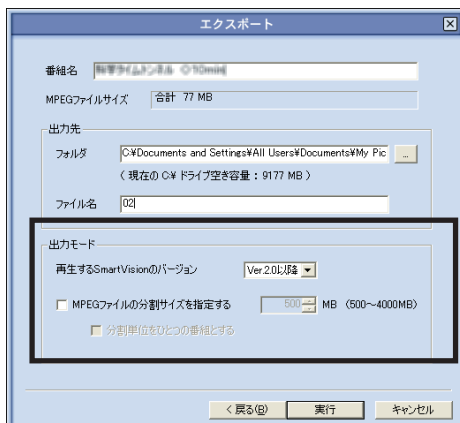 エクスポート
番組名
MPEGファイルサイズ 合計 77 MB
出力先
フォルダ C:¥Documents and Settings¥All Users¥Documents¥My Pic ...
( 現在の C:¥ ドライブ空き容量 : 9177 MB )
ファイル名 02
出力モード
再生するSmartVisionのバージョン Ver.2.0以降
MPEGファイルの分割サイズを指定する 500 MB (500~4000MB)
分割単位をひとつの番組とする
< 戻る(B) 実行 キャンセル